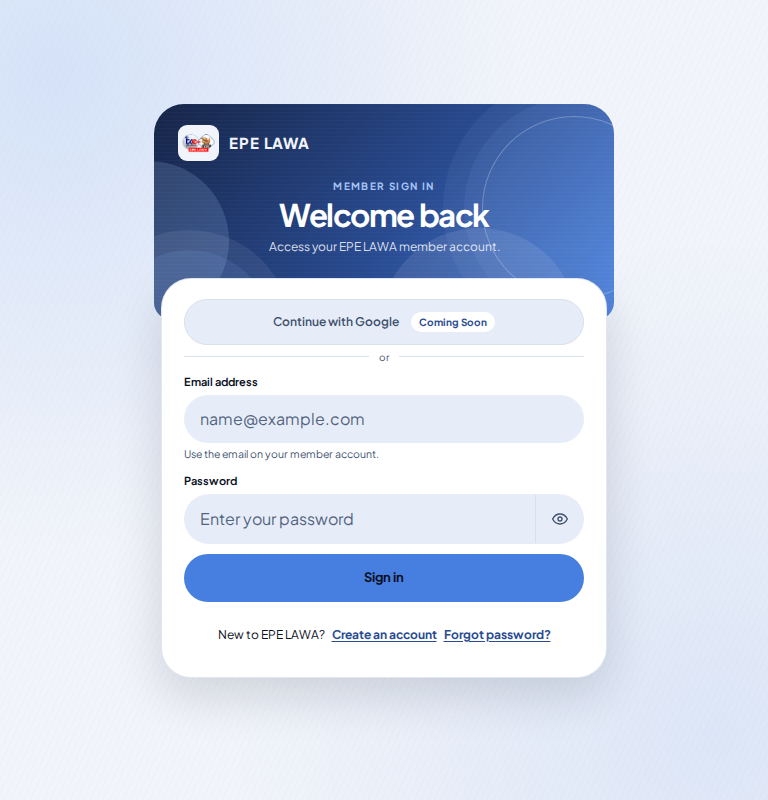 EPE LAWA
MEMBER SIGN IN
Welcome back
Access your EPE LAWA member account.
Continue with Google Coming Soon
or
Email address
name@example.com
Use the email on your member account.
Password
Enter your password
Sign in
New to EPE LAWA? Create an account Forgot password?